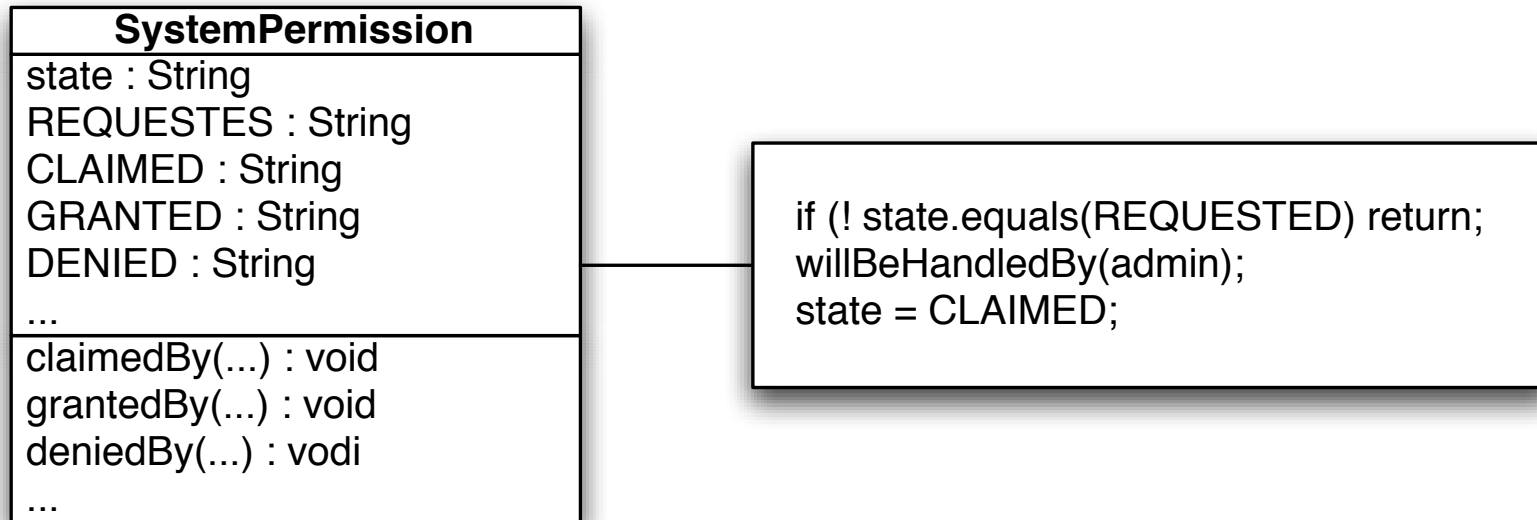 SystemPermission
state : String
REQUESTES : String
CLAIMED : String
GRANTED : String
DENIED : String
...
claimedBy(...) : void
grantedBy(...) : void
deniedBy(...) : vodi
...
if (! state.equals(REQUESTED) return;
willBeHandledBy(admin);
state = CLAIMED;